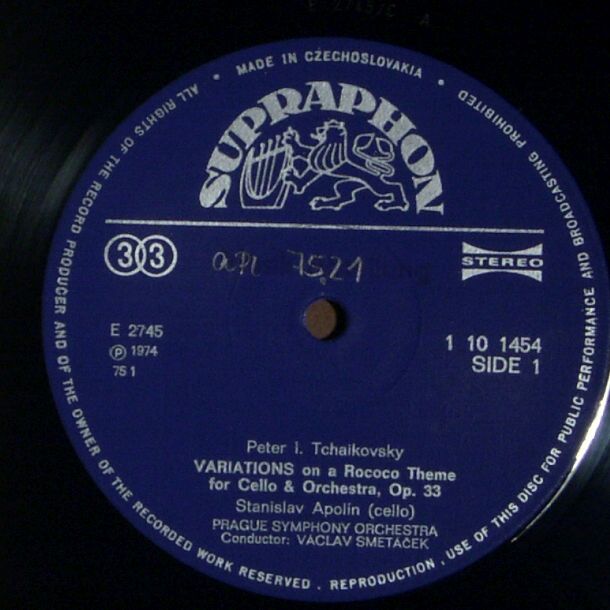 MADE IN CZECHOSLOVAKIA
ALL RIGHTS OF THE RECORD PRODUCER AND OF THE OWNER OF THE RECORDED WORK RESERVED . REPRODUCTION , USE OF THIS DISC FOR PUBLIC PERFORMANCE AND BROADCASTING PROHIBITED
SUPRAPHON
33
STEREO
75.21
E 2745
Ⓟ 1974
75 1
1 10 1454
SIDE 1
Peter I. Tchaikovsky
VARIATIONS on a Rococo Theme
for Cello & Orchestra, Op. 33
Stanislav Apolín (cello)
PRAGUE SYMPHONY ORCHESTRA
Conductor: VÁCLAV SMETÁČEK